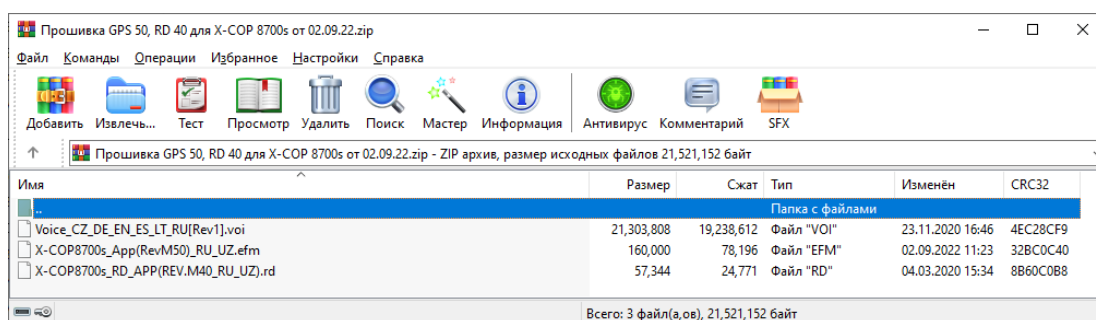 Прошивка GPS 50, RD 40 для X-COP 8700s от 02.09.22.zip
Файл Команды Операции Избранное Настройки Справка
Добавить Извлечь... Тест Просмотр Удалить Поиск Мастер Информация Антивирус Комментарий SFX
Прошивка GPS 50, RD 40 для X-COP 8700s от 02.09.22.zip - ZIP архив, размер исходных файлов 21,521,152 байт
Имя Размер Сжат Тип Изменён CRC32
.. Папка с файлами
Voice_CZ_DE_EN_ES_LT_RU[Rev1].voi 21,303,808 19,238,612 Файл "VOI" 23.11.2020 16:46 4EC28CF9
X-COP8700s_App(RevM50)_RU_UZ.efm 160,000 78,196 Файл "EFM" 02.09.2022 11:23 32BC0C40
X-COP8700s_RD_APP(REV.M40_RU_UZ).rd 57,344 24,771 Файл "RD" 04.03.2020 15:34 8B60C0B8
Всего: 3 файл(а,ов), 21,521,152 байт